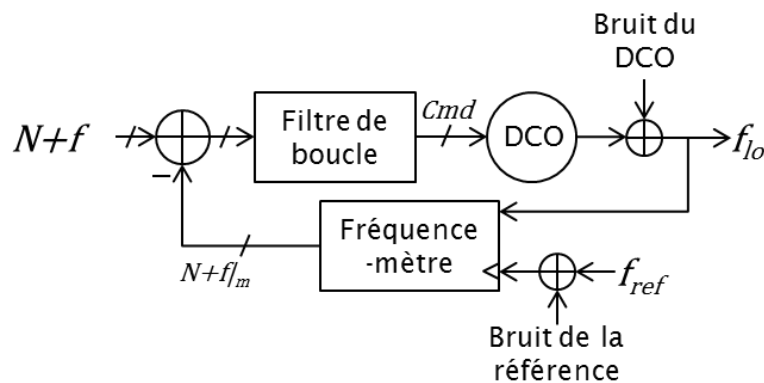 Bruit du
DCO
N+f
Filtre de
boucle
Cmd
DCO
f_lo
−
Fréquence
-mètre
N+f|_m
f_ref
Bruit de la
référence